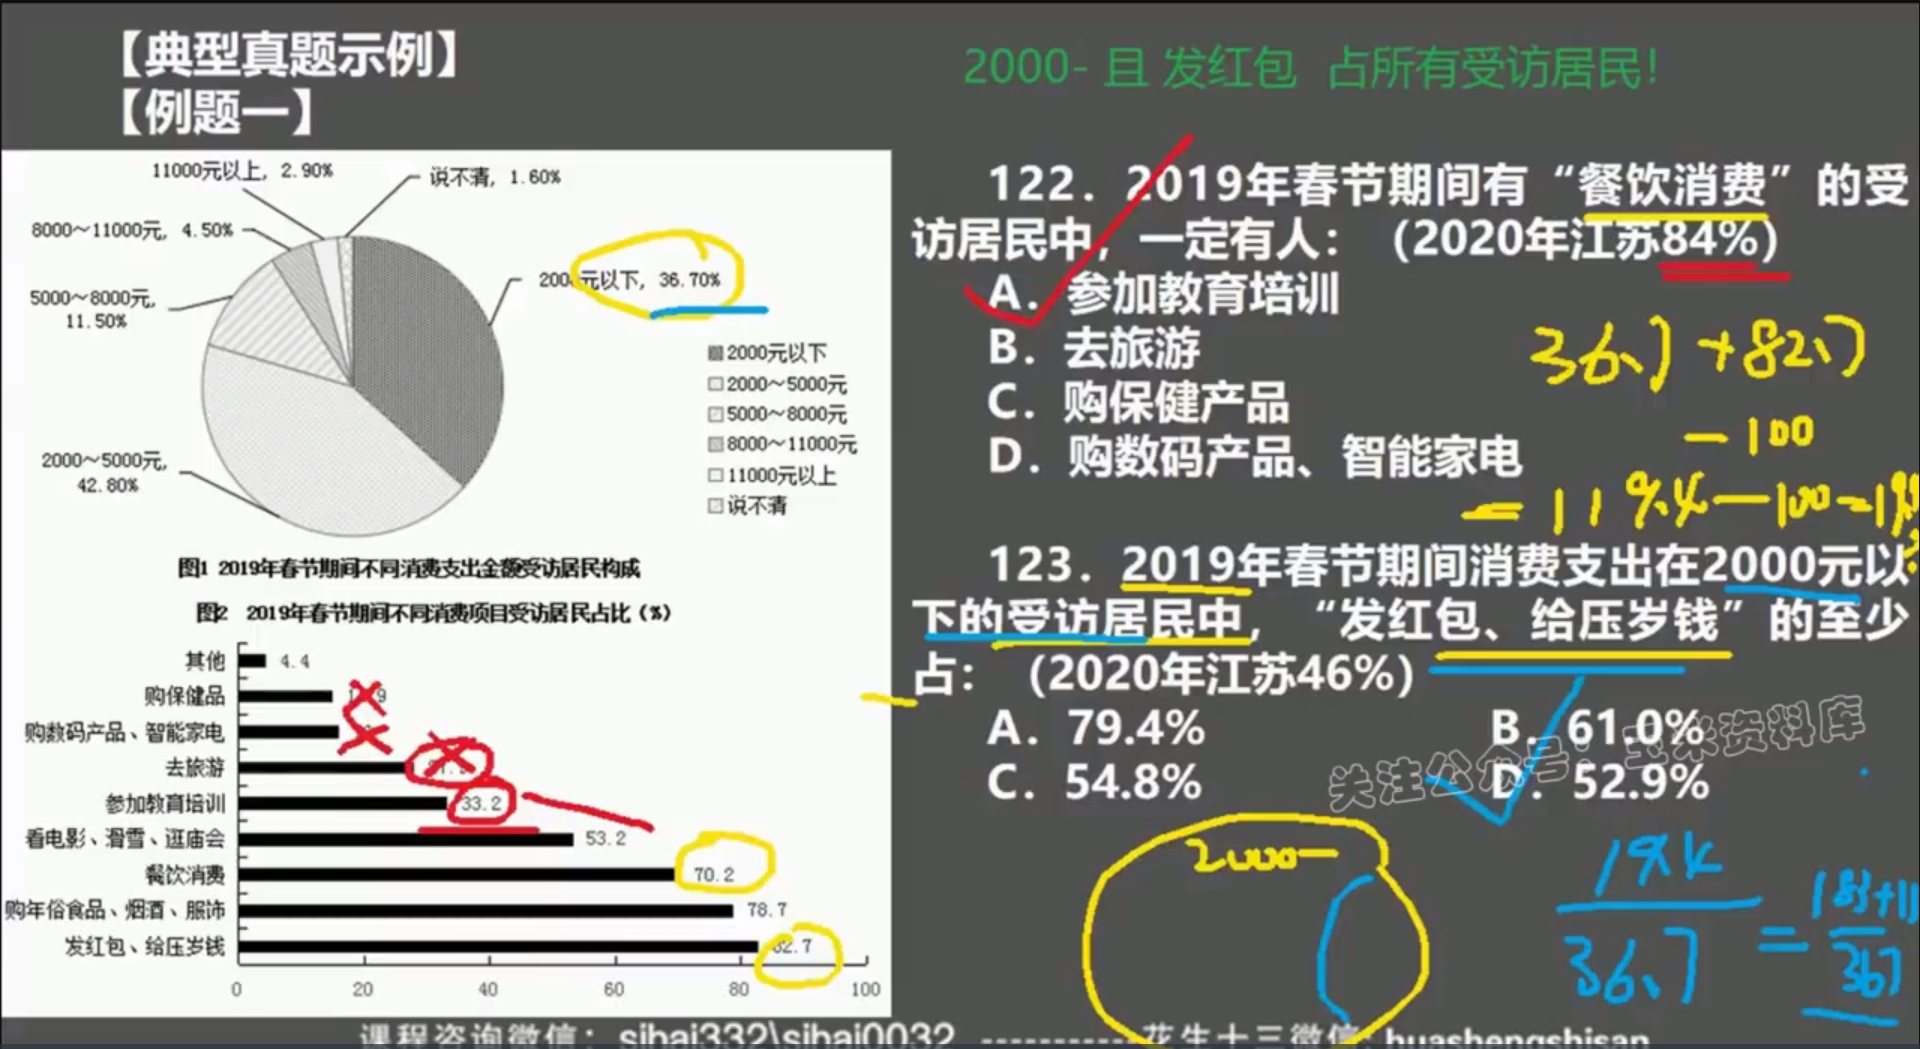 【典型真题示例】
【例题一】
2000- 且 发红包 占所有受访居民!
11000元以上, 2.90%
说不清, 1.60%
8000～11000元, 4.50%
元以下, 36.70%
5000～8000元,
11.50%
2000～5000元,
42.80%
2000元以下
2000～5000元
5000～8000元
8000～11000元
11000元以上
说不清
图1 2019年春节期间不同消费支出金额受访居民构成
图2 2019年春节期间不同消费项目受访居民占比(%)
其他 4.4
购保健品
购数码产品、智能家电
去旅游
参加教育培训 33.2
看电影、滑雪、逛庙会 53.2
餐饮消费 70.2
购年俗食品、烟酒、服饰 78.7
发红包、给压岁钱 82.7
0 20 40 60 80 100
122. 2019年春节期间有“餐饮消费”的受
访居民中，一定有人：（2020年江苏84%）
A. 参加教育培训
B. 去旅游
C. 购保健产品
D. 购数码产品、智能家电
36.7+82.7
-100
=119.4-100=19.4
123. 2019年春节期间消费支出在2000元以
下的受访居民中，“发红包、给压岁钱”的至少
占：（2020年江苏46%）
A. 79.4% B. 61.0%
C. 54.8% D. 52.9%
关注公众号：玉米资料库
2000-
19.4
36.7
=
183+11
367
课程咨询微信：sihai332\sihai0032 ----------花生十三微信：huashengshisan